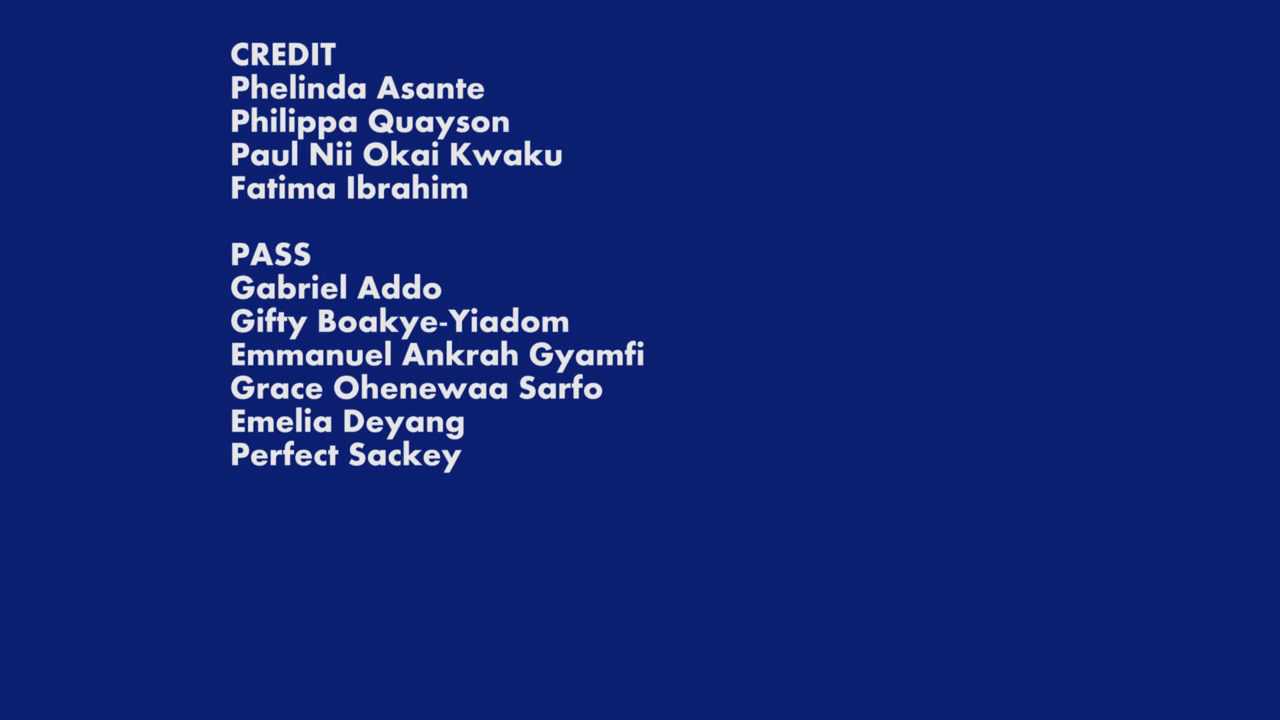 CREDIT
Phelinda Asante
Philippa Quayson
Paul Nii Okai Kwaku
Fatima Ibrahim
PASS
Gabriel Addo
Gifty Boakye-Yiadom
Emmanuel Ankrah Gyamfi
Grace Ohenewaa Sarfo
Emelia Deyang
Perfect Sackey